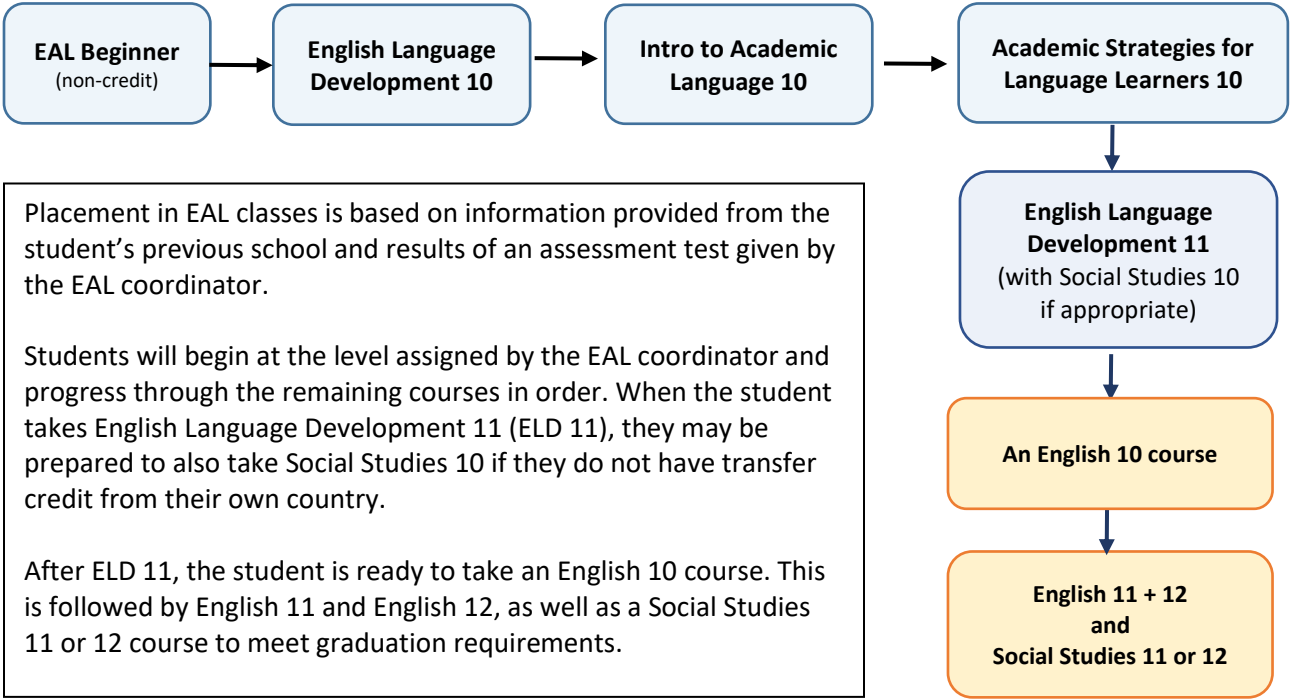 EAL Beginner
(non-credit)
English Language
Development 10
Intro to Academic
Language 10
Academic Strategies for
Language Learners 10
English Language
Development 11
(with Social Studies 10
if appropriate)
An English 10 course
English 11 + 12
and
Social Studies 11 or 12
Placement in EAL classes is based on information provided from the
student’s previous school and results of an assessment test given by
the EAL coordinator.
Students will begin at the level assigned by the EAL coordinator and
progress through the remaining courses in order. When the student
takes English Language Development 11 (ELD 11), they may be
prepared to also take Social Studies 10 if they do not have transfer
credit from their own country.
After ELD 11, the student is ready to take an English 10 course. This
is followed by English 11 and English 12, as well as a Social Studies
11 or 12 course to meet graduation requirements.